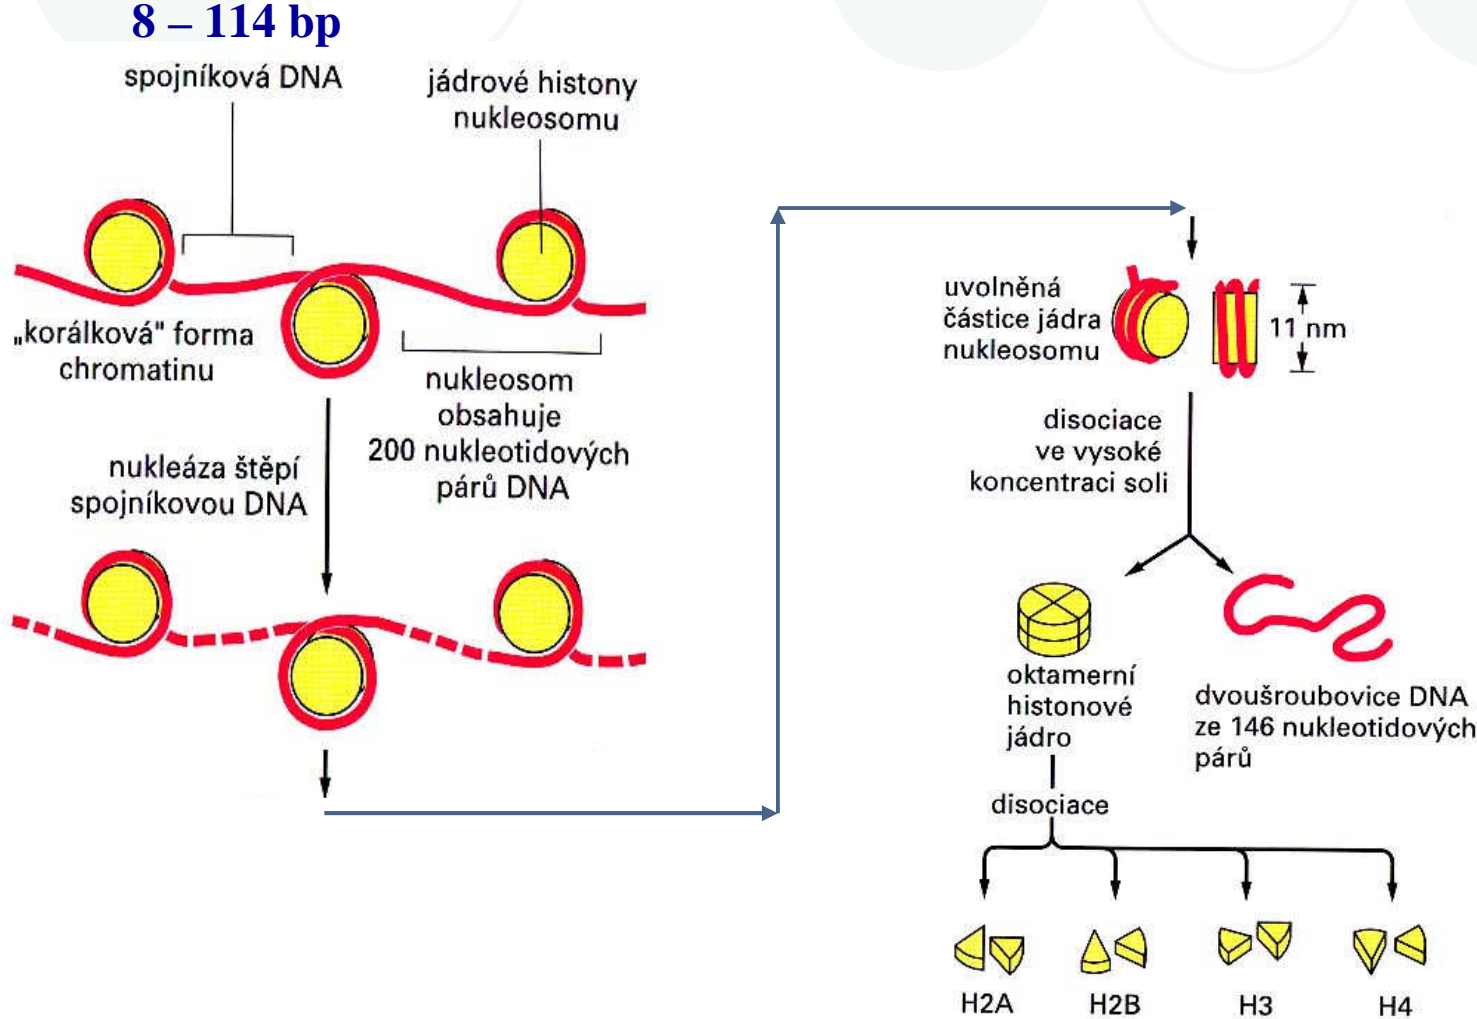 8 – 114 bp
spojníková DNA
jádrové histony
nukleosomu
„korálková" forma
chromatinu
nukleosom
obsahuje
200 nukleotidových
párů DNA
nukleáza štěpí
spojníkovou DNA
uvolněná
částice jádra
nukleosomu
11 nm
disociace
ve vysoké
koncentraci soli
oktamerní
histonové
jádro
dvoušroubovice DNA
ze 146 nukleotidových
párů
disociace
H2A
H2B
H3
H4